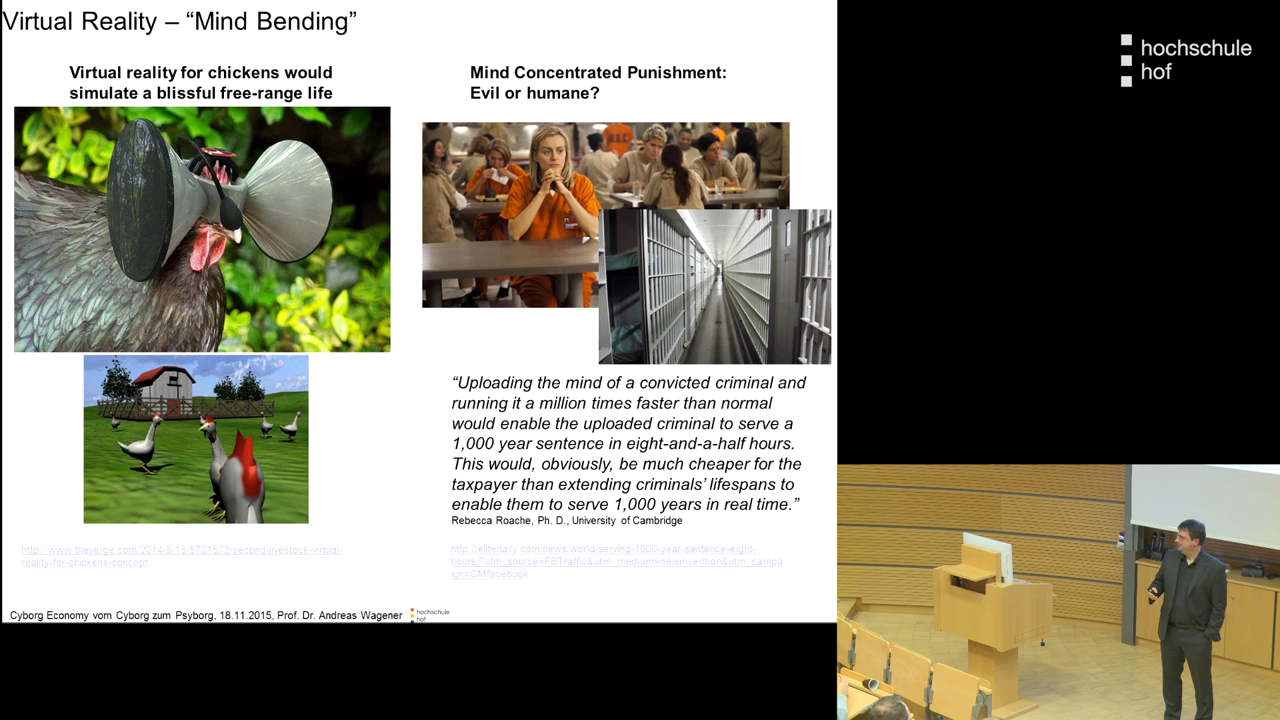 Virtual Reality – “Mind Bending”
Virtual reality for chickens would
simulate a blissful free-range life
Mind Concentrated Punishment:
Evil or humane?
“Uploading the mind of a convicted criminal and
running it a million times faster than normal
would enable the uploaded criminal to serve a
1,000 year sentence in eight-and-a-half hours.
This would, obviously, be much cheaper for the
taxpayer than extending criminals’ lifespans to
enable them to serve 1,000 years in real time.”
Rebecca Roache, Ph. D., University of Cambridge
http://www.theverge.com/2014/5/15/5721572/second-livestock-virtual-
reality-for-chickens-concept
http://elitedaily.com/news/world/serving-1000-year-sentence-eight-
hours/?utm_source=FBTraffic&utm_medium=newinvention&utm_campa
ign=CMfacebook
Cyborg Economy vom Cyborg zum Psyborg, 18.11.2015, Prof. Dr. Andreas Wagener
hochschule
hof
hochschule
hof